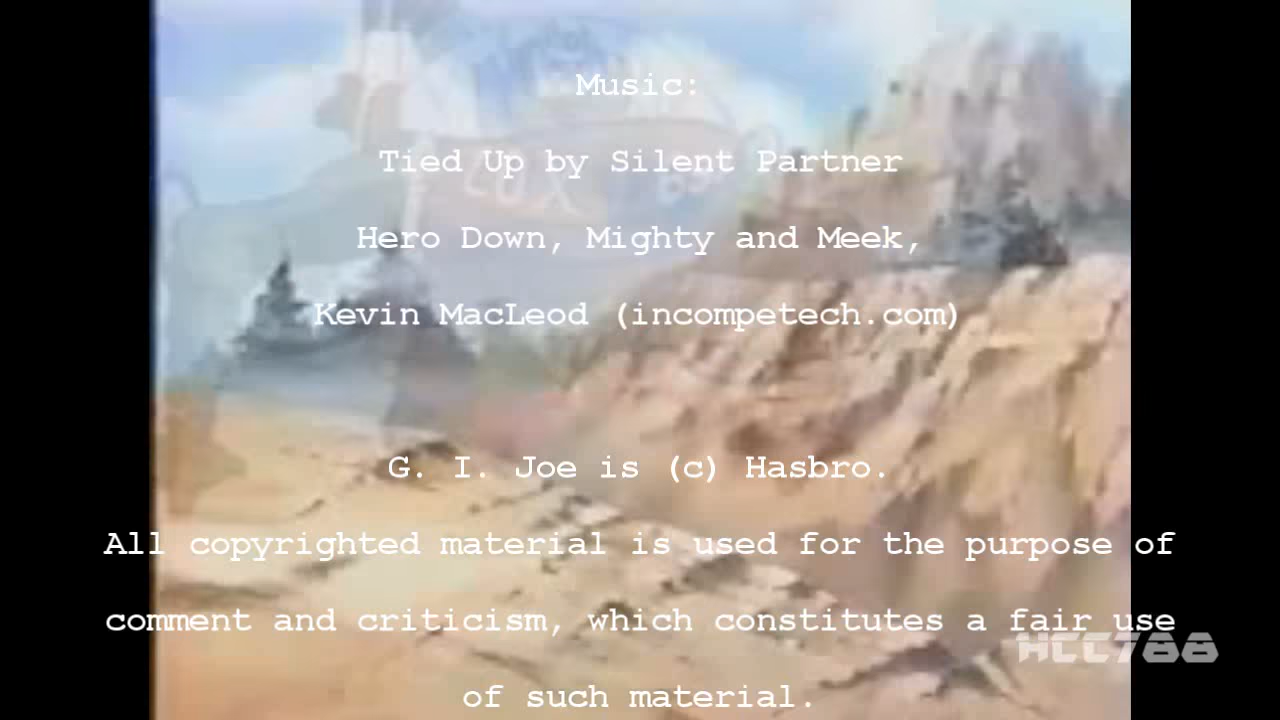 Music:
Tied Up by Silent Partner
Hero Down, Mighty and Meek,
Kevin MacLeod (incompetech.com)
G. I. Joe is (c) Hasbro.
All copyrighted material is used for the purpose of
comment and criticism, which constitutes a fair use
HCC788
of such material.